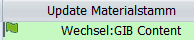 Update Materialstamm
Wechsel:GIB Content